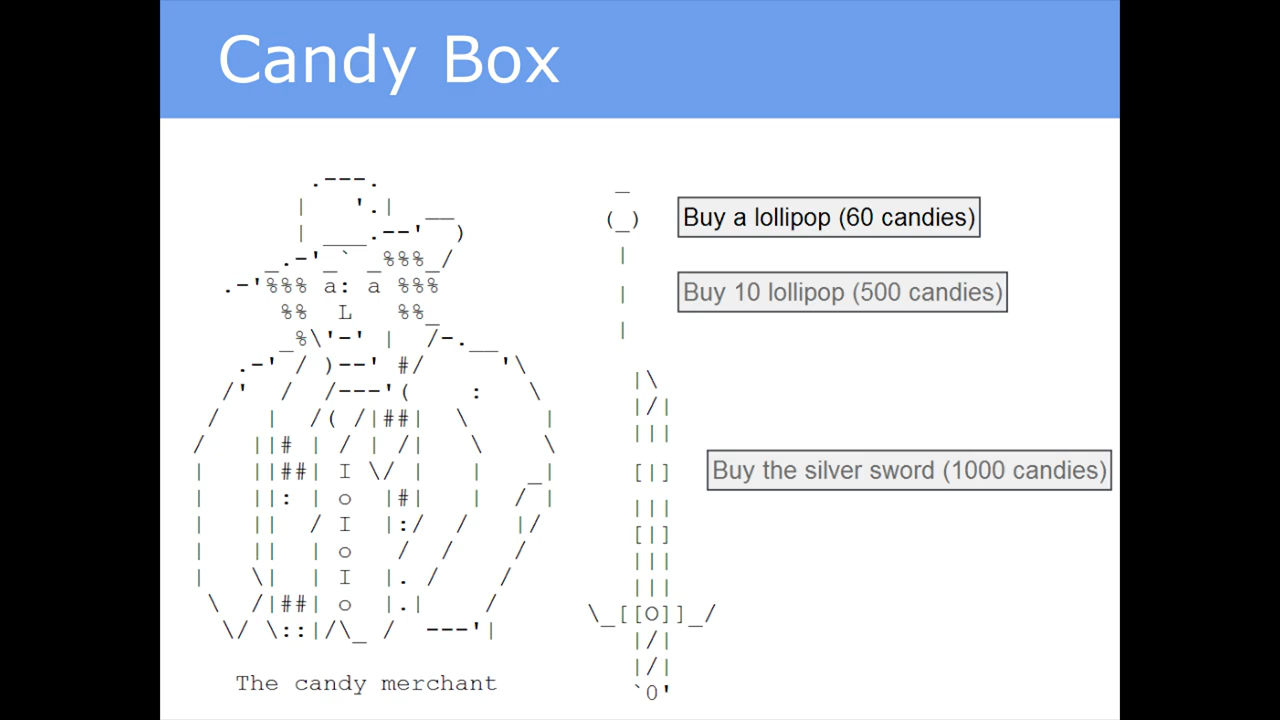 Candy Box
Buy a lollipop (60 candies)
Buy 10 lollipop (500 candies)
Buy the silver sword (1000 candies)
The candy merchant